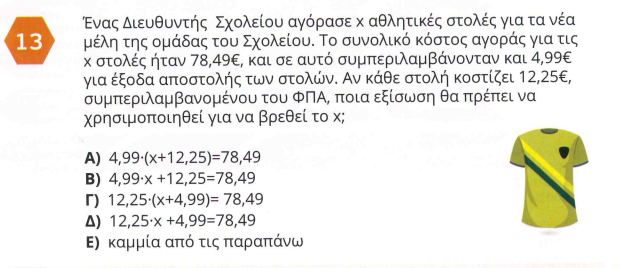 13
Ένας Διευθυντής Σχολείου αγόρασε x αθλητικές στολές για τα νέα
μέλη της ομάδας του Σχολείου. Το συνολικό κόστος αγοράς για τις
x στολές ήταν 78,49€, και σε αυτό συμπεριλαμβάνονταν και 4,99€
για έξοδα αποστολής των στολών. Αν κάθε στολή κοστίζει 12,25€,
συμπεριλαμβανομένου του ΦΠΑ, ποια εξίσωση θα πρέπει να
χρησιμοποιηθεί για να βρεθεί το x;
Α) 4,99·(x+12,25)=78,49
Β) 4,99·x +12,25=78,49
Γ) 12,25·(x+4,99)= 78,49
Δ) 12,25·x +4,99=78,49
Ε) καμμία από τις παραπάνω